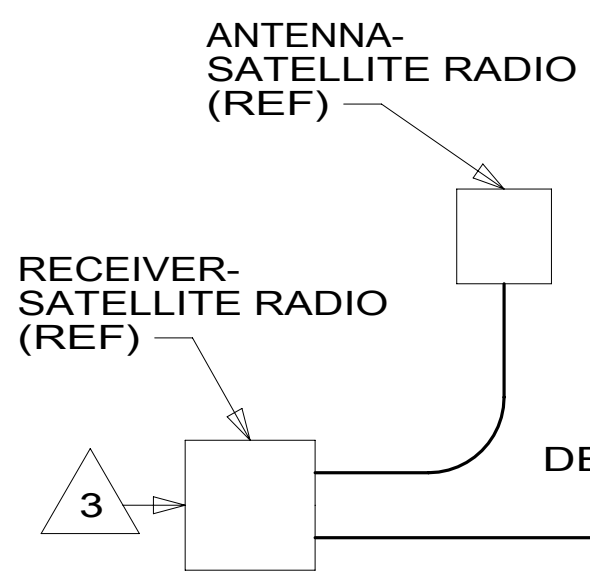 ANTENNA-
SATELLITE RADIO
(REF)
RECEIVER-
SATELLITE RADIO
(REF)
3